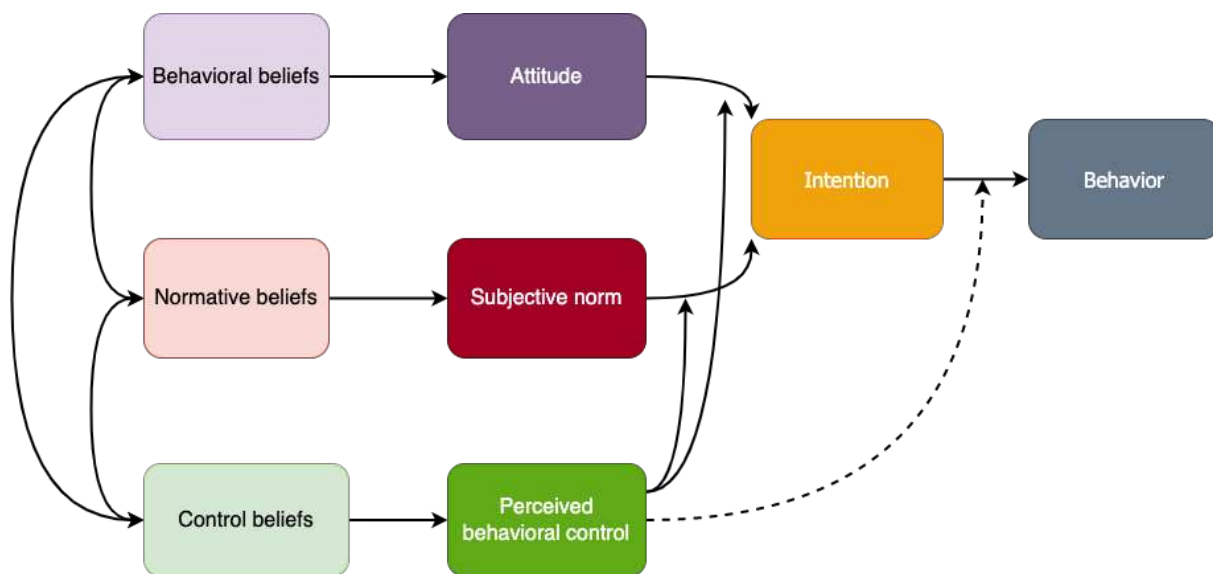 Behavioral beliefs
Attitude
Intention
Behavior
Normative beliefs
Subjective norm
Control beliefs
Perceived
behavioral control